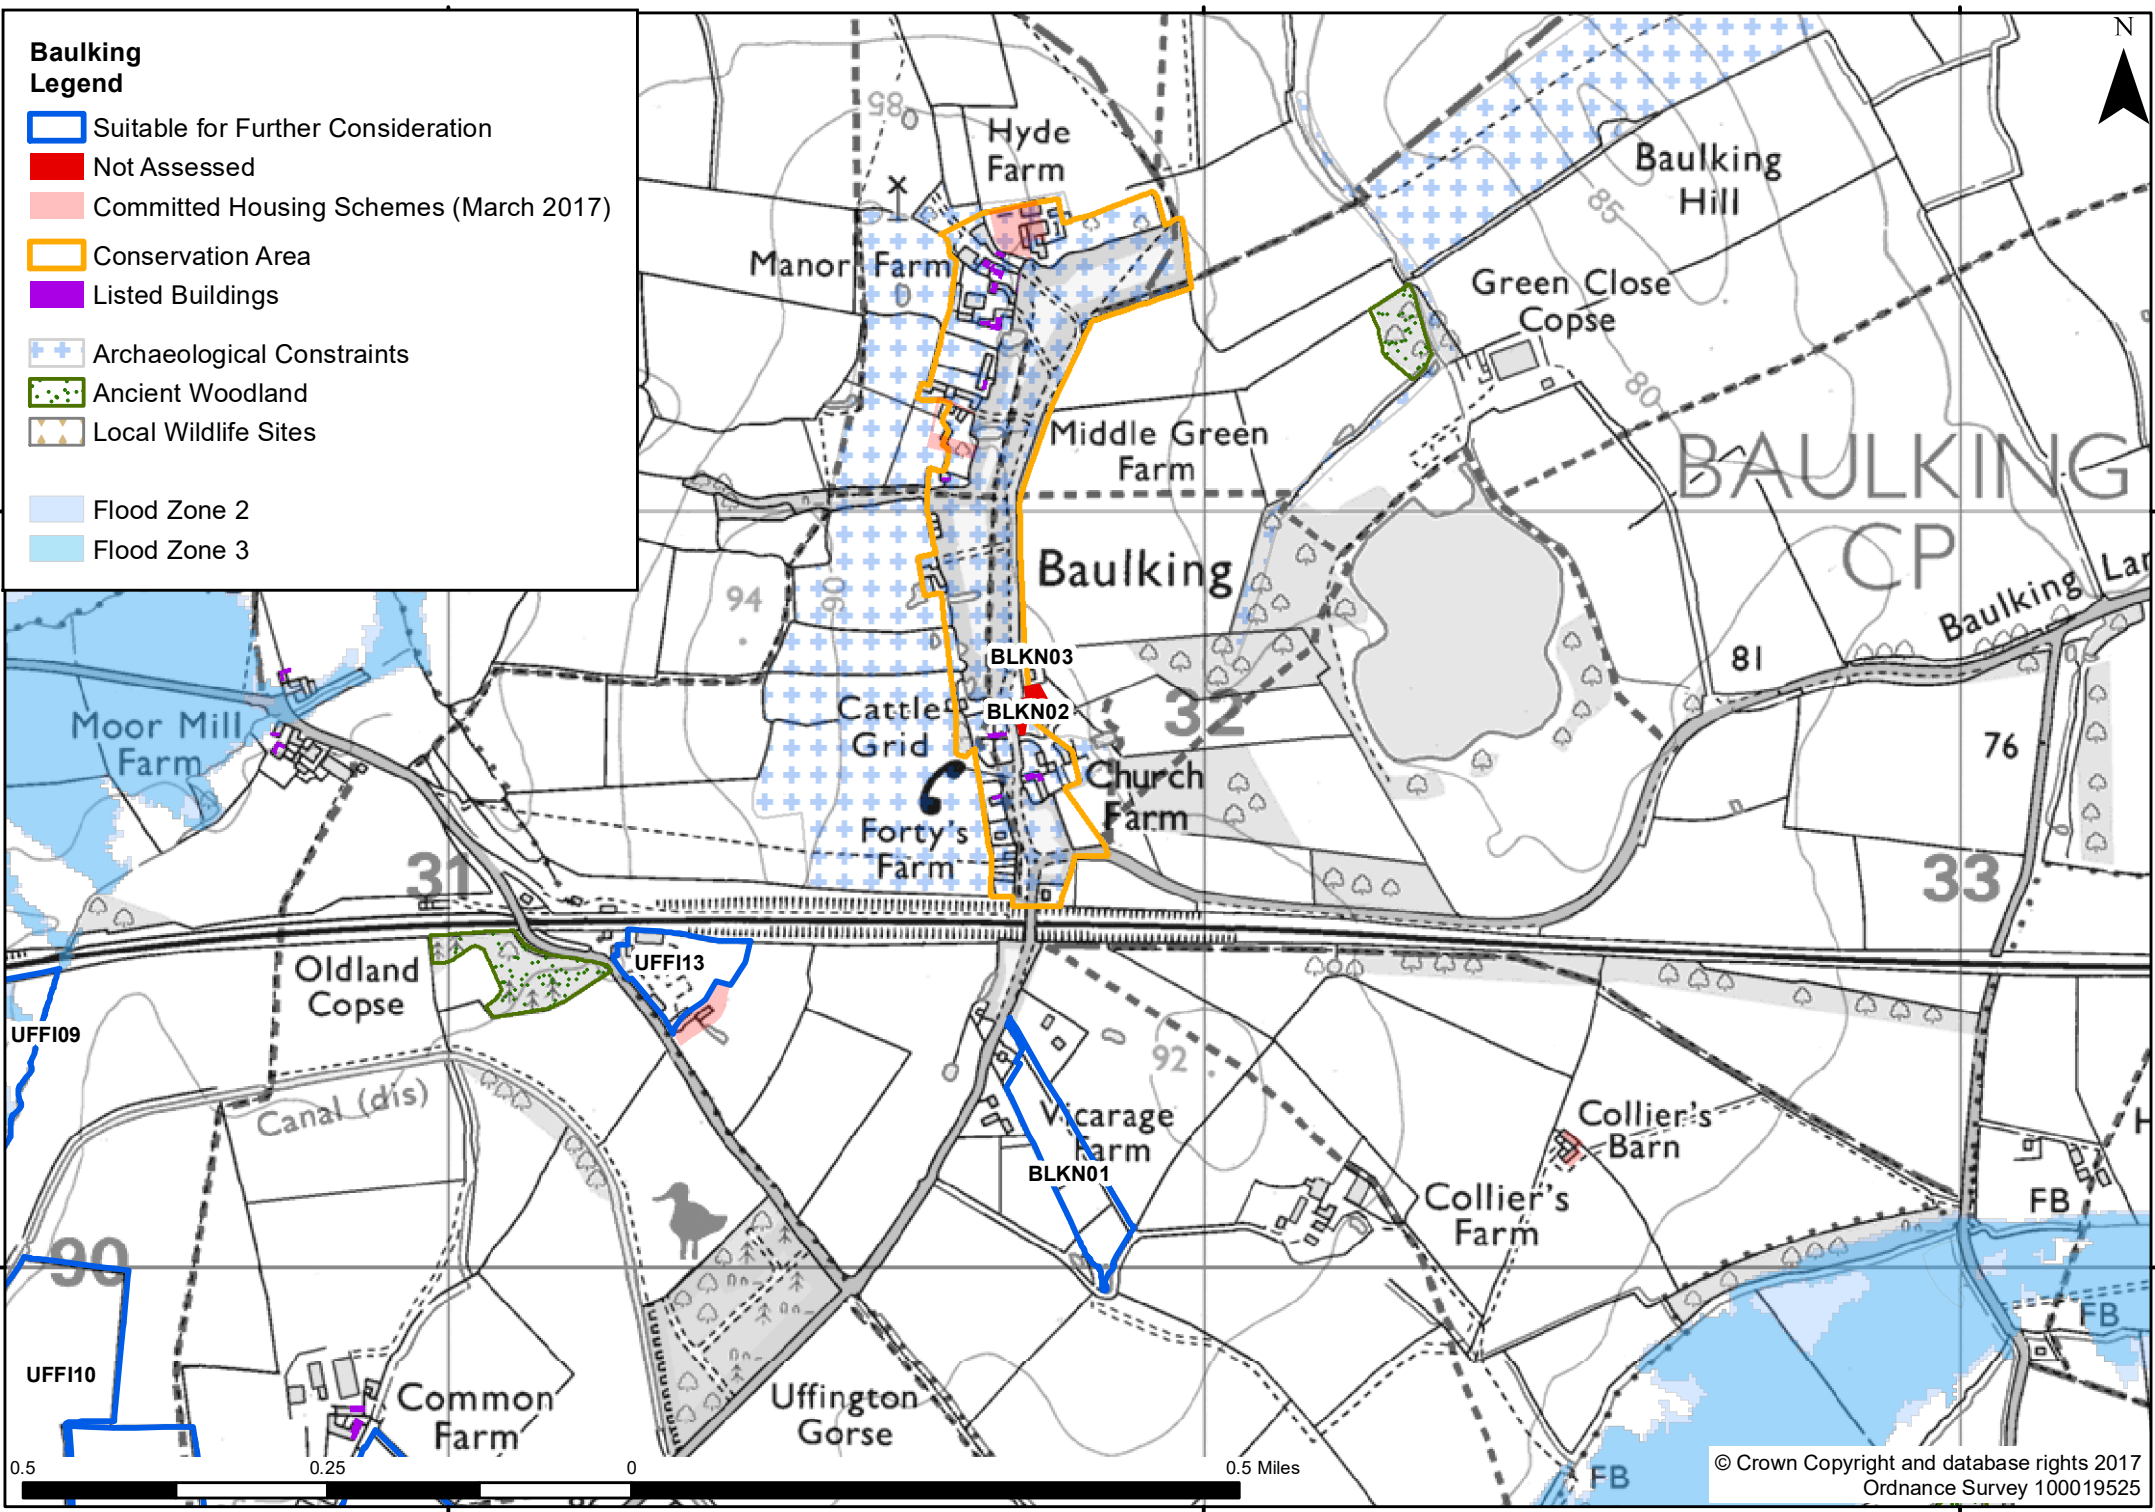 Baulking
Legend
Suitable for Further Consideration
Not Assessed
Committed Housing Schemes (March 2017)
Conservation Area
Listed Buildings
Archaeological Constraints
Ancient Woodland
Local Wildlife Sites
Flood Zone 2
Flood Zone 3
N
085
Hyde
Farm
Baulking
Hill
85
Manor Farm
Green Close
Copse
80
Middle Green
Farm
BAULKING
CP
Baulking
94
90
Baulking Lan
BLKN03
81
Cattle
Grid
BLKN02
32
Moor Mill
Farm
76
Church
Farm
Forty's
Farm
31
33
Oldland
Copse
UFFI13
UFFI09
92
Canal (dis)
Vicarage
Farm
Collier's
Barn
BLKN01
Collier's
Farm
FB
H
90
FB
UFFI10
Common
Farm
Uffington
Gorse
FB
0.5
0.25
0
0.5 Miles
© Crown Copyright and database rights 2017
Ordnance Survey 100019525